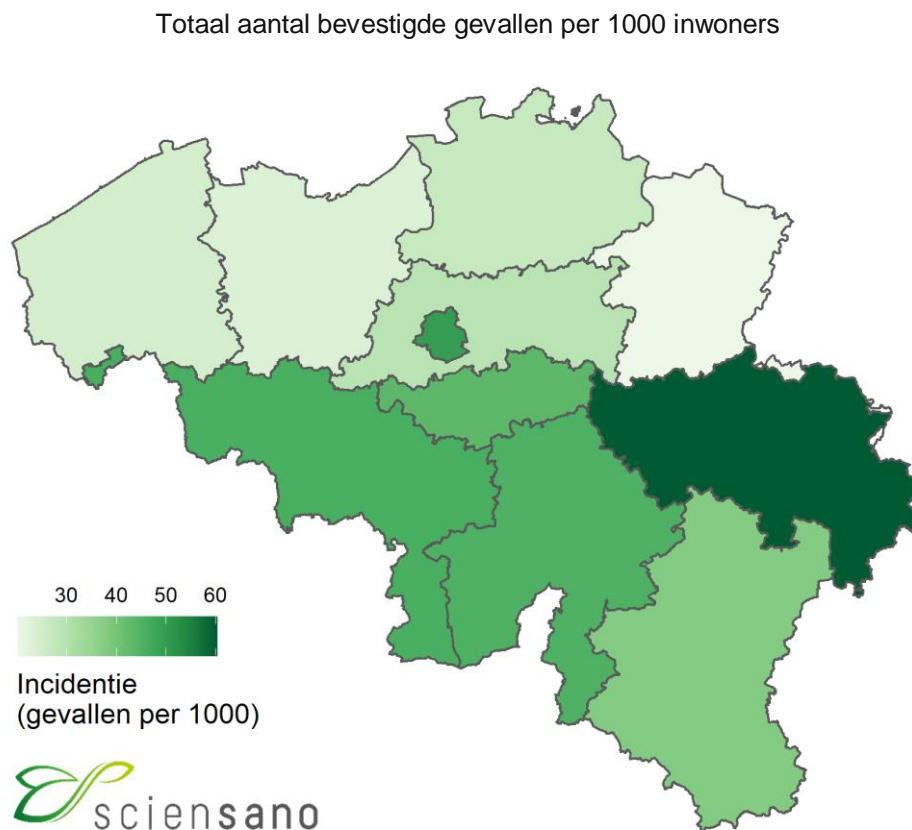 Totaal aantal bevestigde gevallen per 1000 inwoners
30 40 50 60
Incidentie
(gevallen per 1000)
sciensano